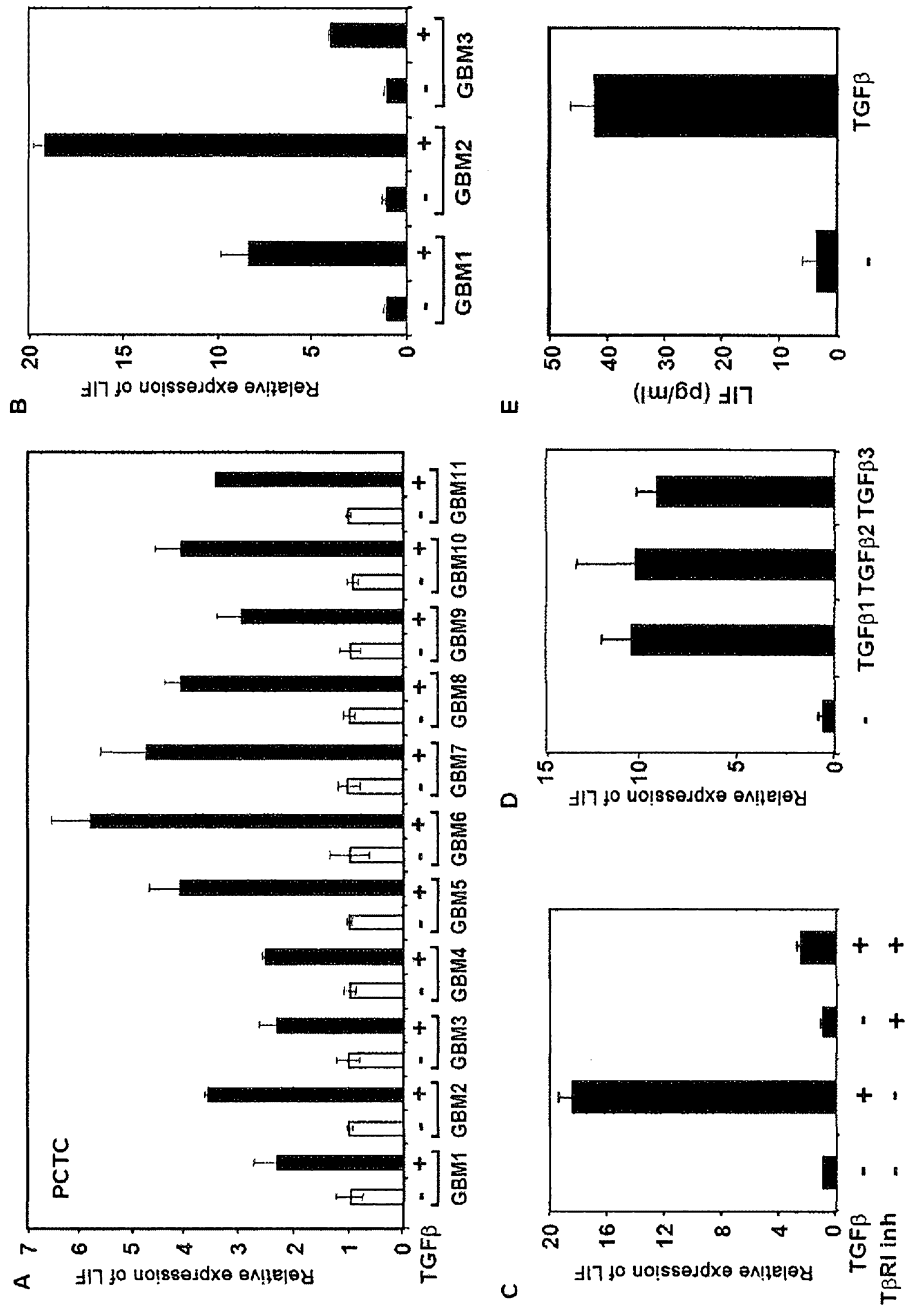 A
PCTC
Relative expression of LIF
7
6
5
4
3
2
1
0
TGFβ
- + - + - + - + - + - + - + - + - + - + - +
GBM1 GBM2 GBM3 GBM4 GBM5 GBM6 GBM7 GBM8 GBM9 GBM10 GBM11
B
Relative expression of LIF
20
15
10
5
0
- + - + - +
GBM1 GBM2 GBM3
C
Relative expression of LIF
20
16
12
8
4
0
TGFβ - + - +
TβRI inh - - + +
D
Relative expression of LIF
15
10
5
0
- TGFβ1 TGFβ2 TGFβ3
E
LIF (pg/ml)
50
40
30
20
10
0
- TGFβ